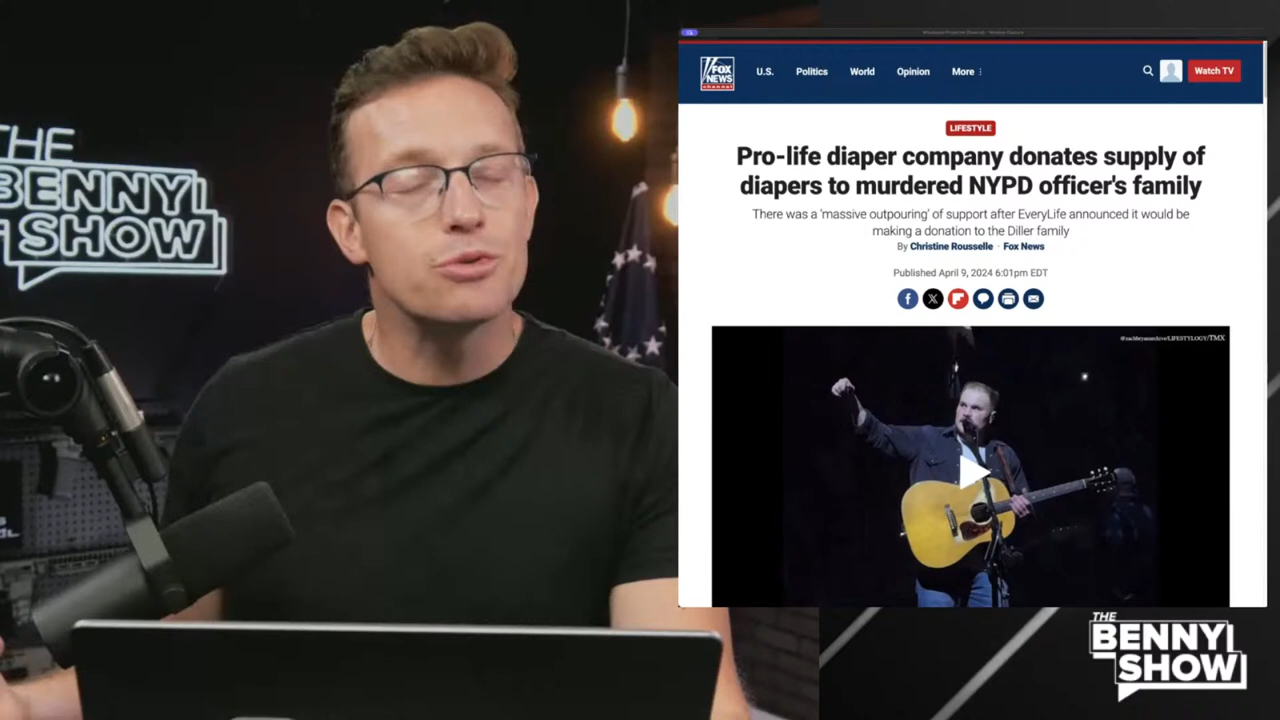 THE
BENNY
SHOW
FOX
NEWS
channel
U.S.
Politics
World
Opinion
More
Watch TV
LIFESTYLE
Pro-life diaper company donates supply of
diapers to murdered NYPD officer's family
There was a 'massive outpouring' of support after EveryLife announced it would be
making a donation to the Diller family
By Christine Rousselle · Fox News
Published April 9, 2024 6:01pm EDT
THE
BENNY
SHOW